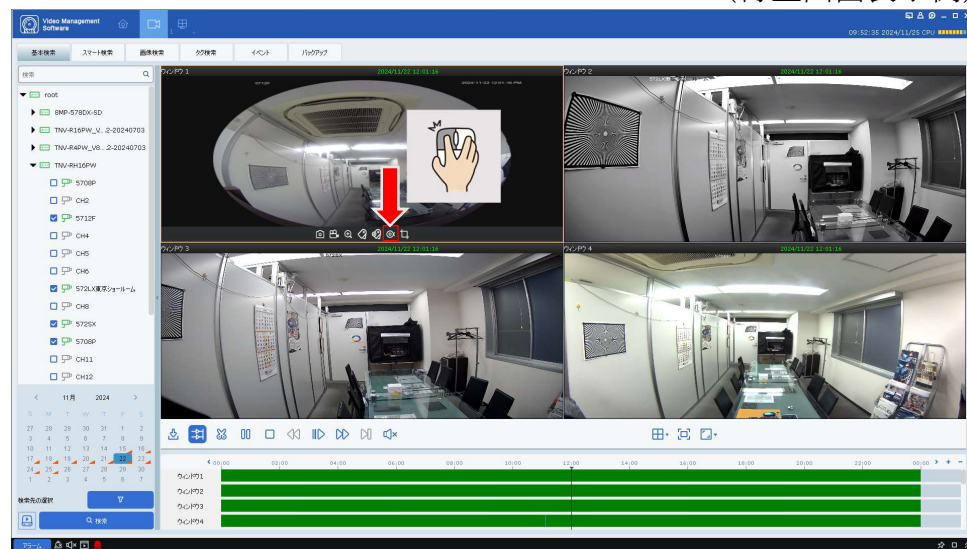 Video Management
Software
1
09:52:35 2024/11/25 CPU
基本検索
スマート検索
画像検索
タグ検索
イベント
バックアップ
検索
root
8MP-578DX-SD
TNV-R16PW_V...2-20240703
TNV-R4PW_V8...2-20240703
TNV-RH16PW
5708P
CH2
5712F
CH4
CH5
CH6
572LX東京ショールーム
CH8
572SX
5708P
CH11
CH12
11月 2024
S M T W T F S
27 28 29 30 31 1 2
3 4 5 6 7 8 9
10 11 12 13 14 15 16
17 18 19 20 21 22 23
24 25 26 27 28 29 30
1 2 3 4 5 6 7
検索先の選択
検索
ウィンドウ 1
2024/11/22 12:01:16
ウィンドウ 2
2024/11/22 12:01:16
ウィンドウ 3
2024/11/22 12:01:16
572SX
ウィンドウ 4
2024/11/22 12:01:16
00:00 02:00 04:00 06:00 08:00 10:00 12:00 14:00 16:00 18:00 20:00 22:00 00:00
ウィンドウ1
ウィンドウ2
ウィンドウ3
ウィンドウ4
アラーム